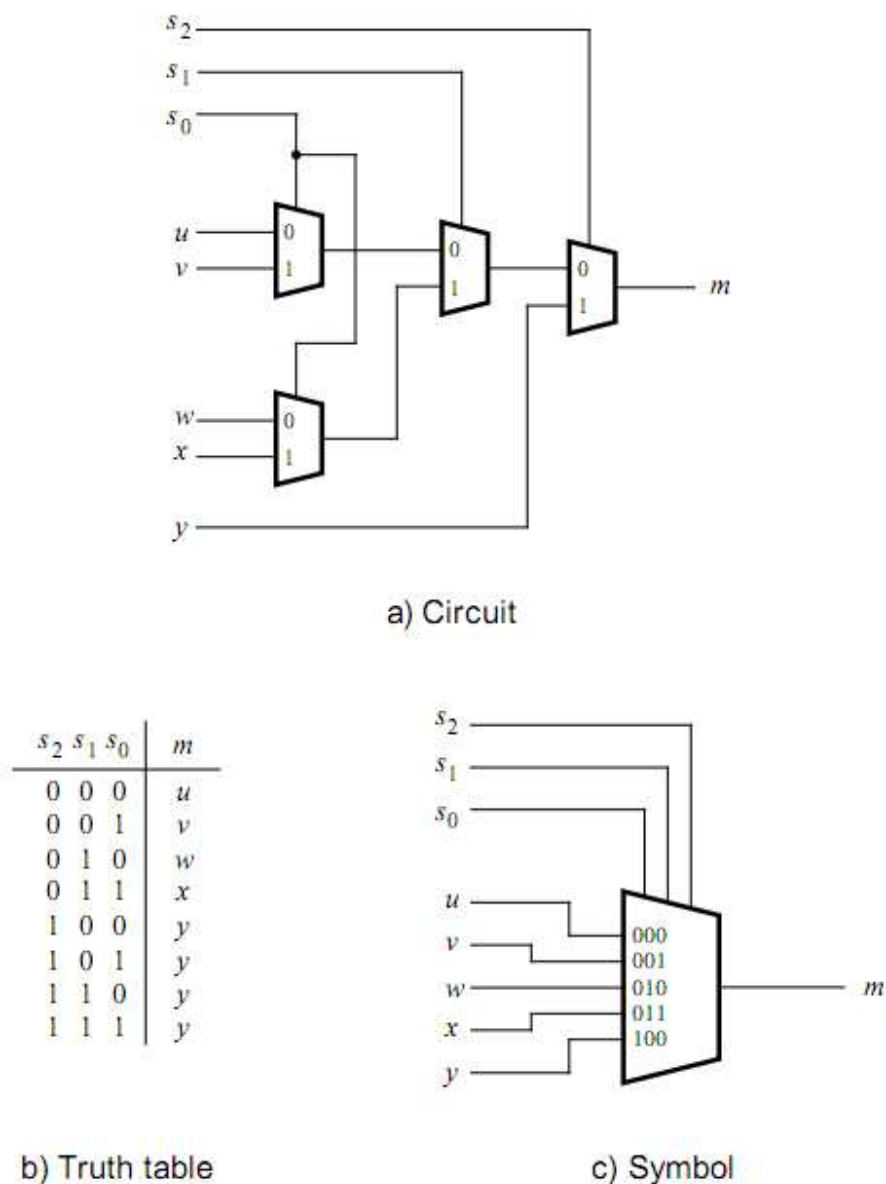 s2
s1
s0
u
0
v
1
0
1
0
1
m
w
0
x
1
y
a) Circuit
s2 s1 s0 m
0 0 0 u
0 0 1 v
0 1 0 w
0 1 1 x
1 0 0 y
1 0 1 y
1 1 0 y
1 1 1 y
b) Truth table
s2
s1
s0
u
v
w
x
y
000
001
010
011
100
m
c) Symbol